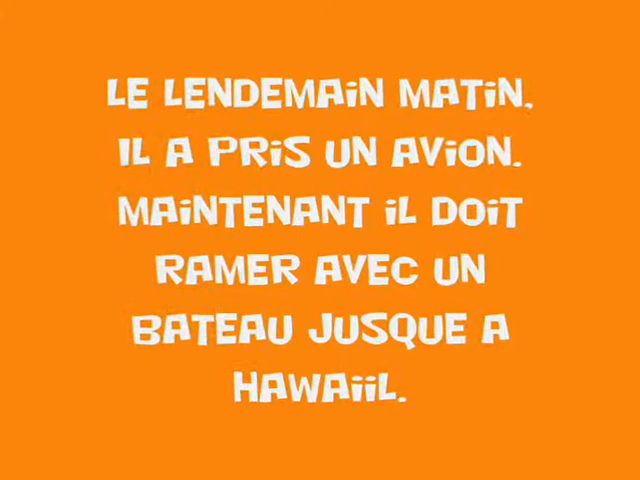 LE LENDEMAIN MATIN,
IL A PRIS UN AVION.
MAINTENANT IL DOIT
RAMER AVEC UN
BATEAU JUSQUE A
HAWAIIL.